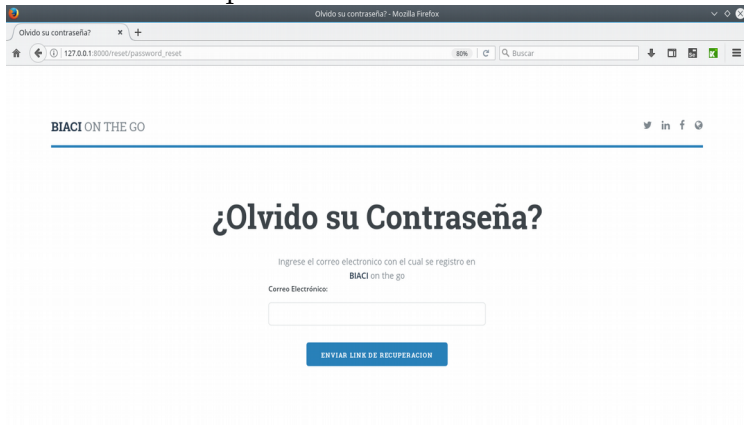 Olvido su contraseña? - Mozilla Firefox
Olvido su contraseña?
127.0.0.1:8000/reset/password_reset
80%
Buscar
BIACI ON THE GO
¿Olvido su Contraseña?
Ingrese el correo electronico con el cual se registro en
BIACI on the go
Correo Electrónico:
ENVIAR LINK DE RECUPERACION